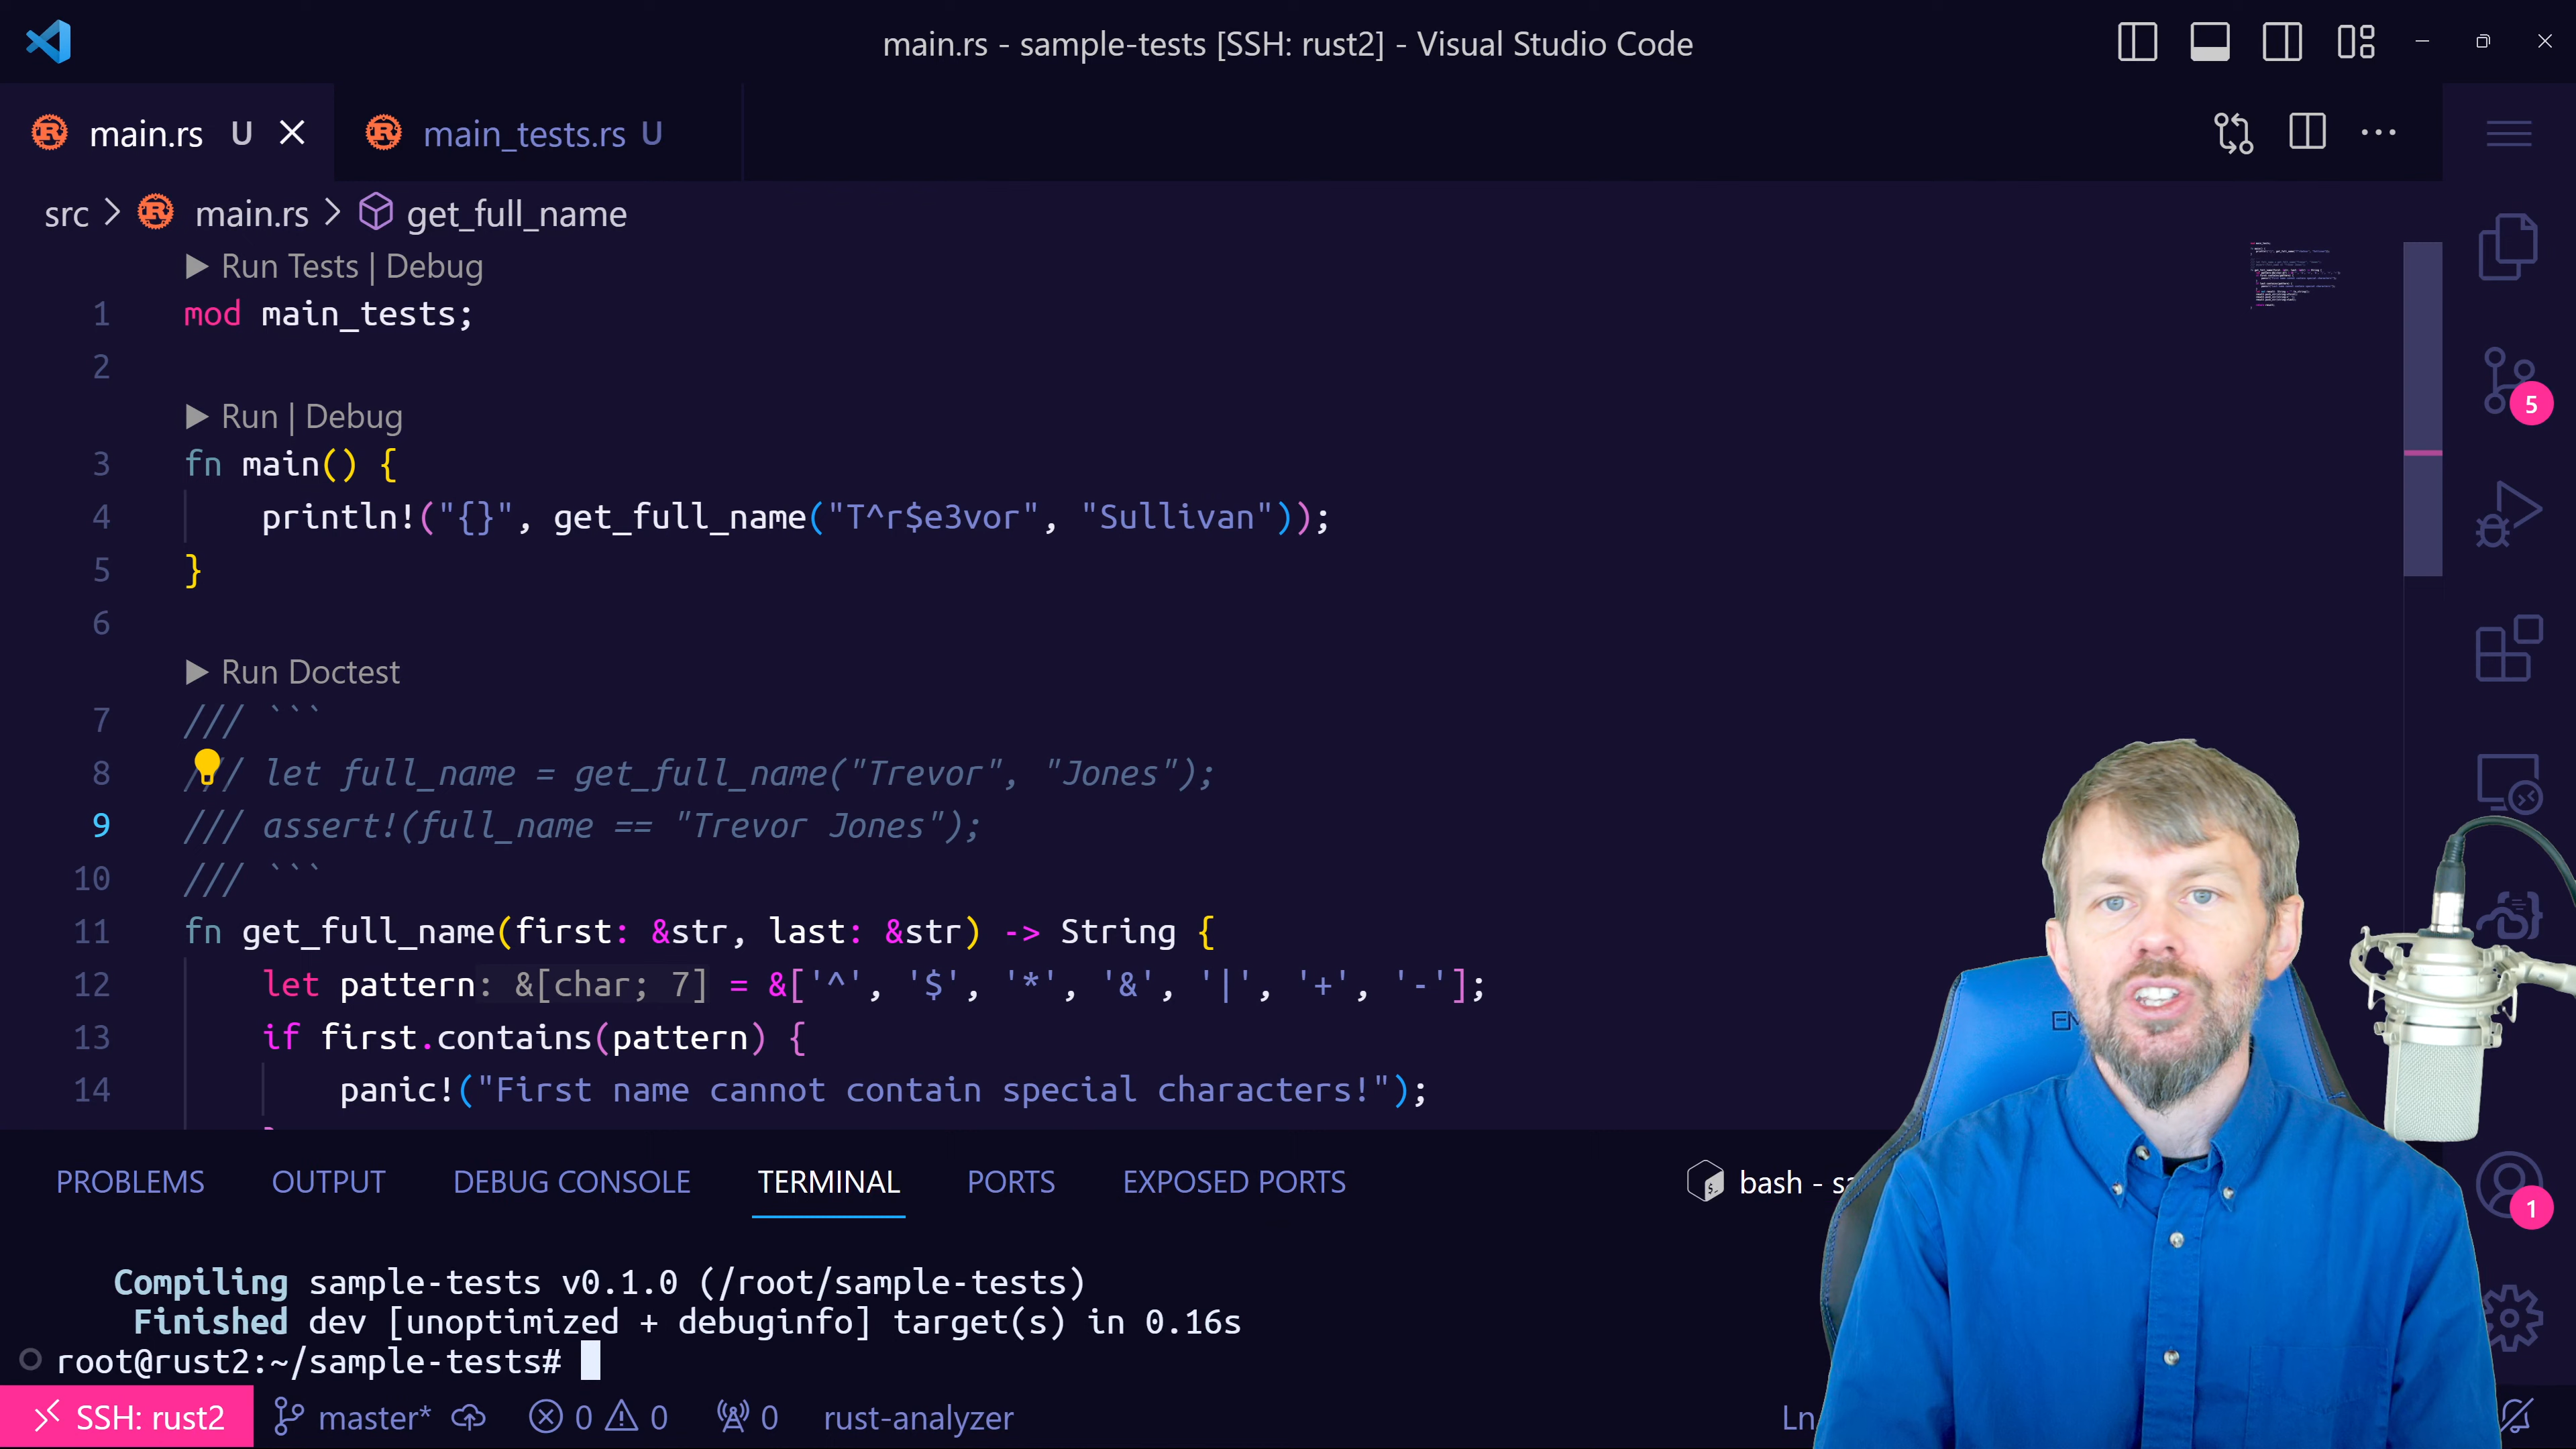 main.rs - sample-tests [SSH: rust2] - Visual Studio Code
main.rs U
main_tests.rs U
src > main.rs > get_full_name
▶ Run Tests | Debug
1 mod main_tests;
2
▶ Run | Debug
3 fn main() {
4 println!("{}", get_full_name("T^r$e3vor", "Sullivan"));
5 }
6
▶ Run Doctest
7 /// ```
8 /// let full_name = get_full_name("Trevor", "Jones");
9 /// assert!(full_name == "Trevor Jones");
10 /// ```
11 fn get_full_name(first: &str, last: &str) -> String {
12 let pattern: &[char; 7] = &['^', '$', '*', '&', '|', '+', '-'];
13 if first.contains(pattern) {
14 panic!("First name cannot contain special characters!");
5
PROBLEMS OUTPUT DEBUG CONSOLE TERMINAL PORTS EXPOSED PORTS
bash -
1
Compiling sample-tests v0.1.0 (/root/sample-tests)
Finished dev [unoptimized + debuginfo] target(s) in 0.16s
root@rust2:~/sample-tests#
SSH: rust2 master* 0 0 0 rust-analyzer Ln